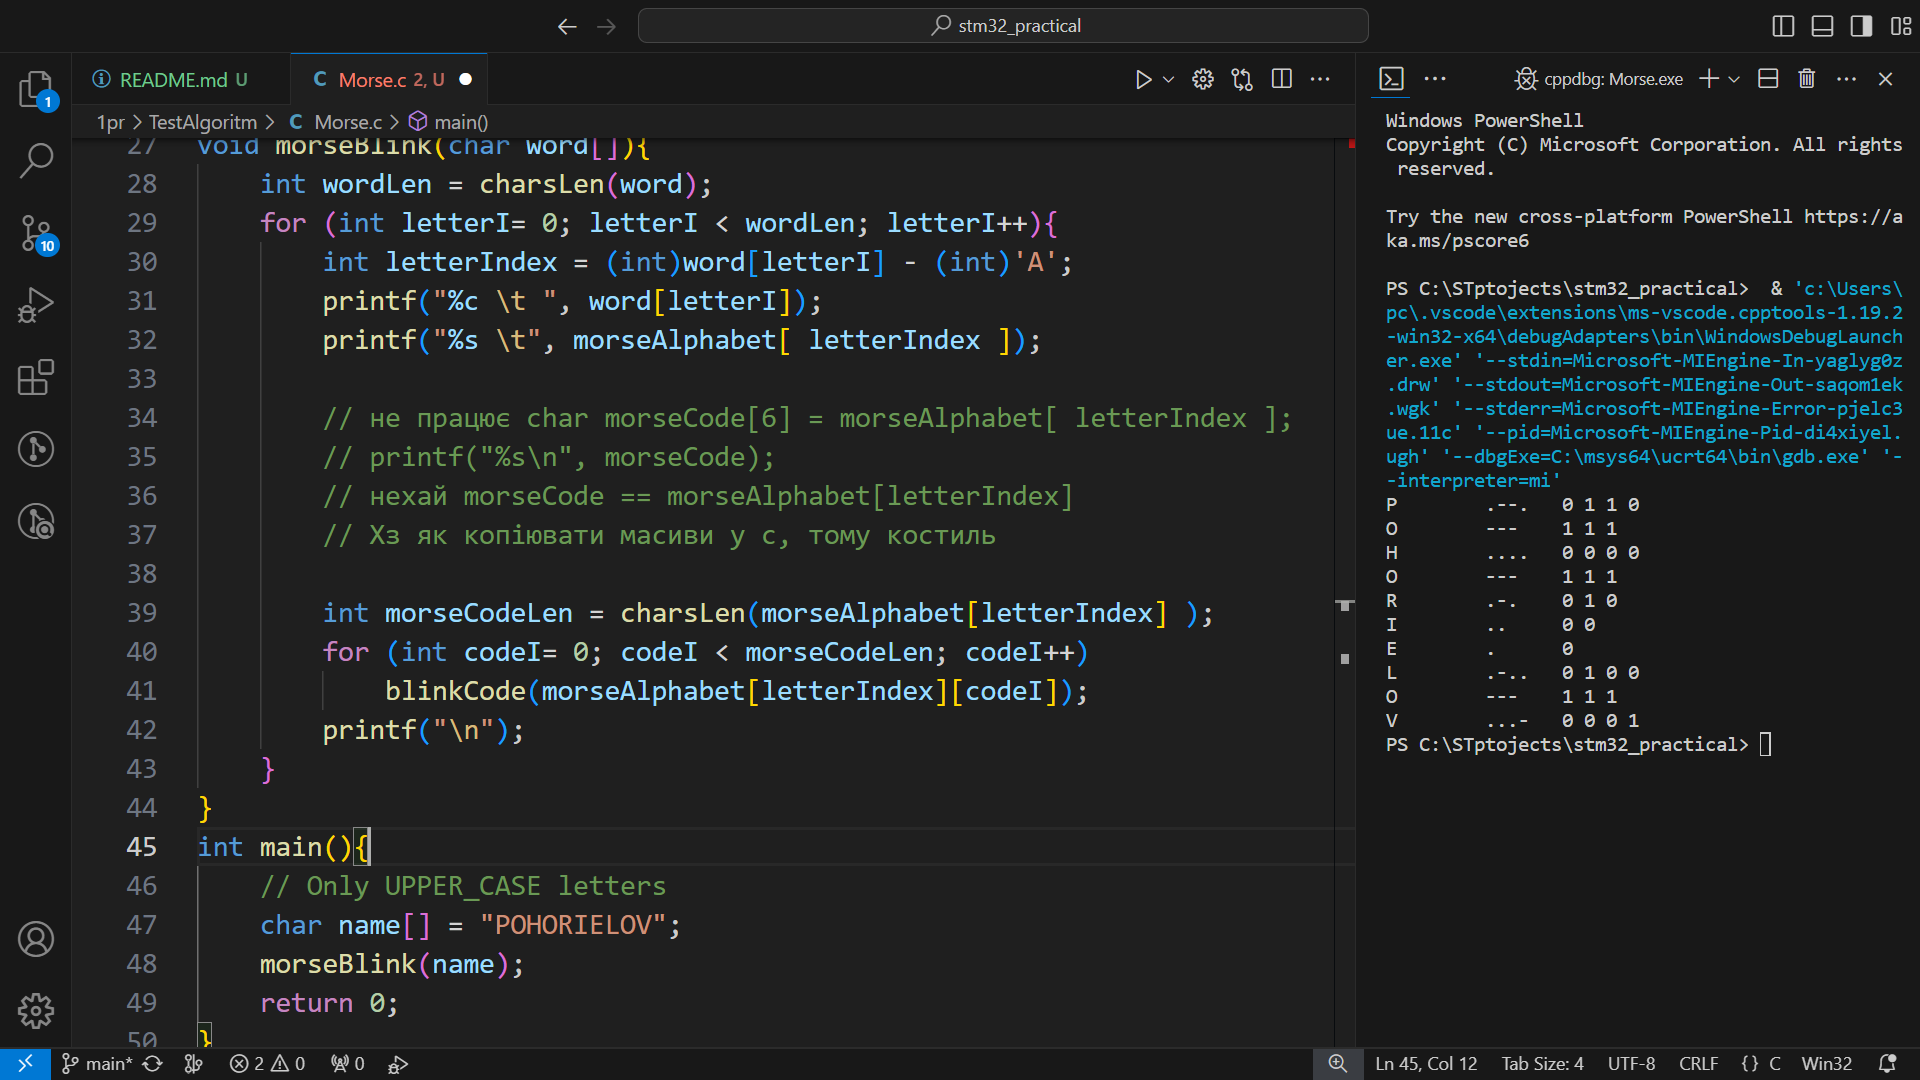 stm32_practical
README.md U
Morse.c 2, U
cppdbg: Morse.exe
1pr > TestAlgoritm > C Morse.c > main()
27 void morseBlink(char word[]){
28 int wordLen = charsLen(word);
29 for (int letterI= 0; letterI < wordLen; letterI++){
30 int letterIndex = (int)word[letterI] - (int)'A';
31 printf("%c \t ", word[letterI]);
32 printf("%s \t", morseAlphabet[ letterIndex ]);
33
34 // не працює char morseCode[6] = morseAlphabet[ letterIndex ];
35 // printf("%s\n", morseCode);
36 // нехай morseCode == morseAlphabet[letterIndex]
37 // Хз як копіювати масиви у с, тому костиль
38
39 int morseCodeLen = charsLen(morseAlphabet[letterIndex] );
40 for (int codeI= 0; codeI < morseCodeLen; codeI++)
41 blinkCode(morseAlphabet[letterIndex][codeI]);
42 printf("\n");
43 }
44 }
45 int main(){
46 // Only UPPER_CASE letters
47 char name[] = "POHORIELOV";
48 morseBlink(name);
49 return 0;
50 }
Windows PowerShell
Copyright (C) Microsoft Corporation. All rights
reserved.
Try the new cross-platform PowerShell https://a
ka.ms/pscore6
PS C:\STptojects\stm32_practical>  & 'c:\Users\
pc\.vscode\extensions\ms-vscode.cpptools-1.19.2
-win32-x64\debugAdapters\bin\WindowsDebugLaunch
er.exe' '--stdin=Microsoft-MIEngine-In-yaglyg0z
.drw' '--stdout=Microsoft-MIEngine-Out-saqom1ek
.wgk' '--stderr=Microsoft-MIEngine-Error-pjelc3
ue.11c' '--pid=Microsoft-MIEngine-Pid-di4xiyel.
ugh' '--dbgExe=C:\msys64\ucrt64\bin\gdb.exe' '-
-interpreter=mi'
P .--. 0 1 1 0
O --- 1 1 1
H .... 0 0 0 0
O --- 1 1 1
R .-. 0 1 0
I .. 0 0
E . 0
L .-.. 0 1 0 0
O --- 1 1 1
V ...- 0 0 0 1
PS C:\STptojects\stm32_practical>
1
10
main* 2 0 0
Ln 45, Col 12 Tab Size: 4 UTF-8 CRLF {} C Win32